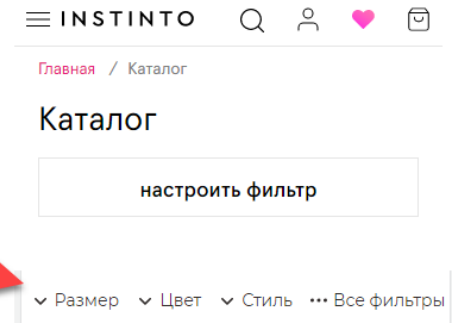 INSTINTO
Главная / Каталог
Каталог
настроить фильтр
Размер Цвет Стиль ••• Все фильтры